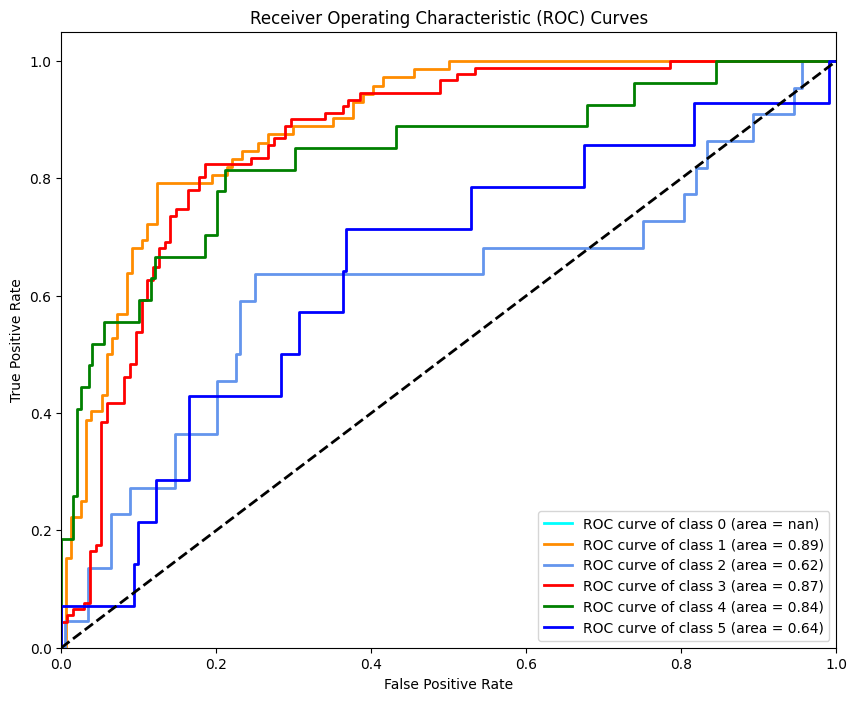 Receiver Operating Characteristic (ROC) Curves
1.0
0.8
0.6
0.4
0.2
0.0
True Positive Rate
0.0
0.2
0.4
0.6
0.8
1.0
False Positive Rate
ROC curve of class 0 (area = nan)
ROC curve of class 1 (area = 0.89)
ROC curve of class 2 (area = 0.62)
ROC curve of class 3 (area = 0.87)
ROC curve of class 4 (area = 0.84)
ROC curve of class 5 (area = 0.64)